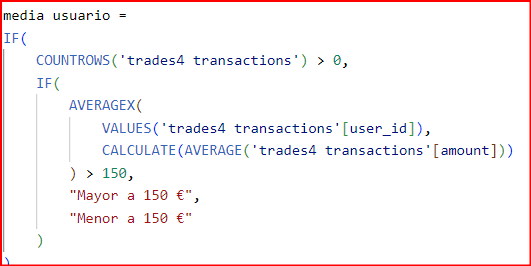 media usuario =
IF(
COUNTROWS('trades4 transactions') > 0,
IF(
AVERAGEX(
VALUES('trades4 transactions'[user_id]),
CALCULATE(AVERAGE('trades4 transactions'[amount]))
) > 150,
"Mayor a 150 €",
"Menor a 150 €"
)
)